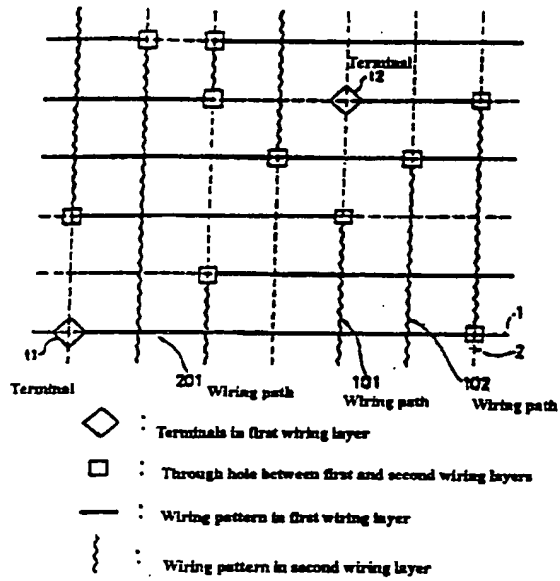 Terminal
t2
1
2
t1
201
101
102
Terminal
Wiring path
Wiring path
Wiring path
: Terminals in first wiring layer
: Through hole between first and second wiring layers
: Wiring pattern in first wiring layer
: Wiring pattern in second wiring layer